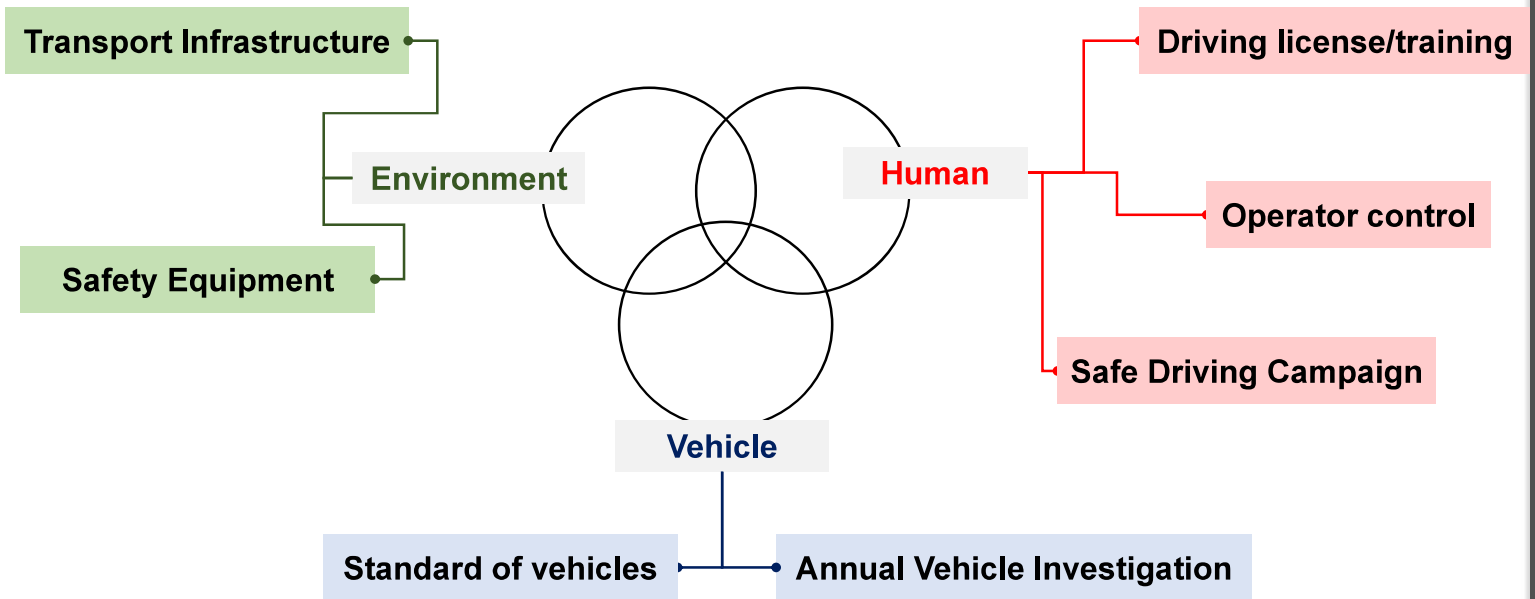 Transport Infrastructure
Driving license/training
Environment
Human
Operator control
Safety Equipment
Safe Driving Campaign
Vehicle
Standard of vehicles
Annual Vehicle Investigation